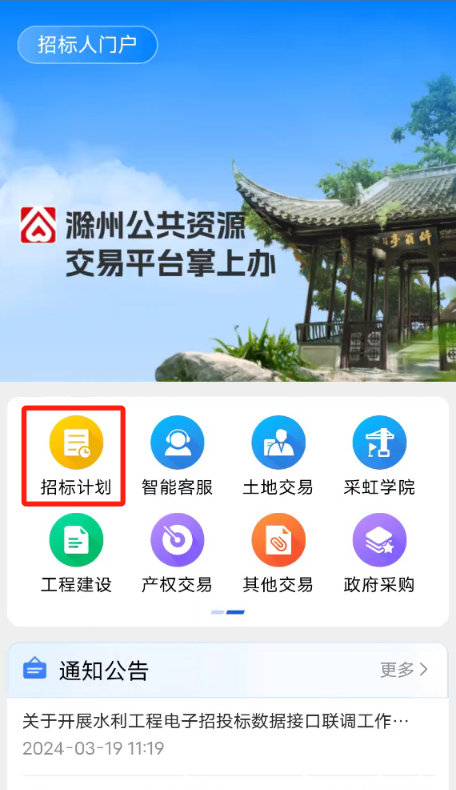 招标人门户
滁州公共资源
交易平台掌上办
醉翁亭
招标计划 智能客服 土地交易 采虹学院
工程建设 产权交易 其他交易 政府采购
通知公告 更多
关于开展水利工程电子招投标数据接口联调工作…
2024-03-19 11:19